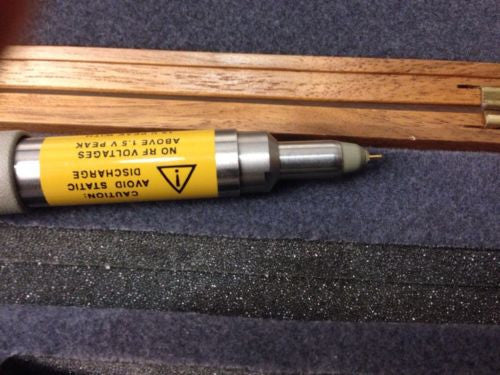 CAUTION:
AVOID STATIC
DISCHARGE
NO RF VOLTAGES
ABOVE 1.5 V PEAK